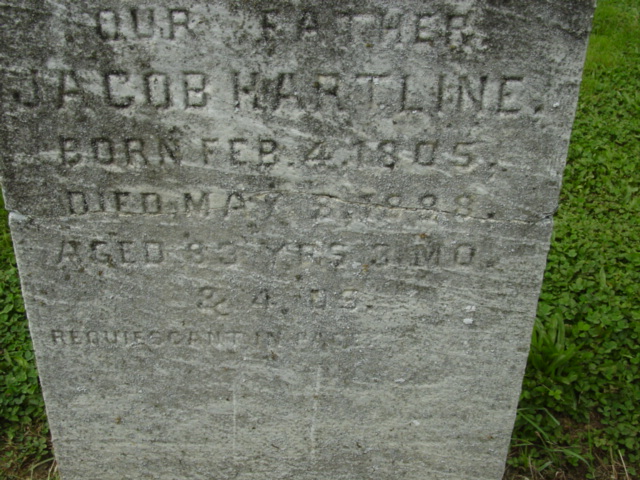 OUR FATHER
JACOB HARTLINE.
BORN FEB. 4, 1805.
DIED MAY 8, 1888.
AGED 83 YRS. 3 MO.
& 4 DS.
REQUIESCANT IN PACE